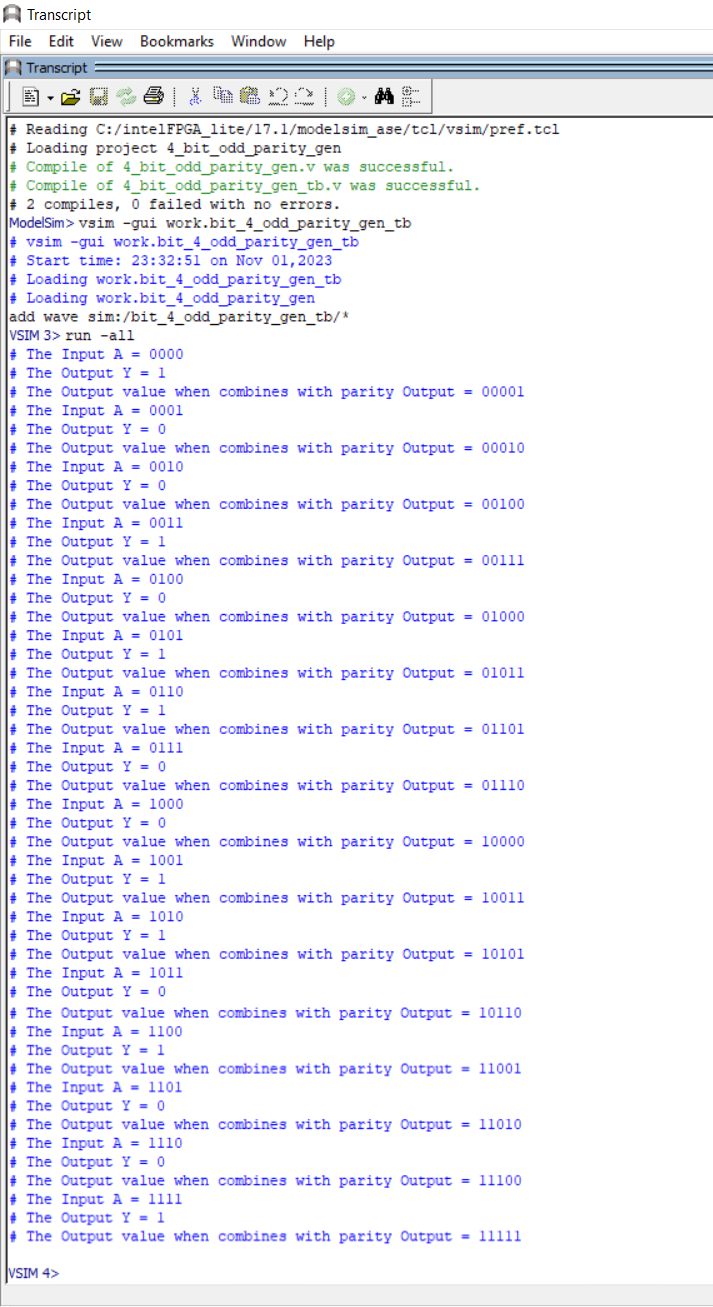 Transcript
File Edit View Bookmarks Window Help
Transcript
# Reading C:/intelFPGA_lite/17.1/modelsim_ase/tcl/vsim/pref.tcl
# Loading project 4_bit_odd_parity_gen
# Compile of 4_bit_odd_parity_gen.v was successful.
# Compile of 4_bit_odd_parity_gen_tb.v was successful.
# 2 compiles, 0 failed with no errors.
ModelSim> vsim -gui work.bit_4_odd_parity_gen_tb
# vsim -gui work.bit_4_odd_parity_gen_tb
# Start time: 23:32:51 on Nov 01,2023
# Loading work.bit_4_odd_parity_gen_tb
# Loading work.bit_4_odd_parity_gen
add wave sim:/bit_4_odd_parity_gen_tb/*
VSIM 3> run -all
# The Input A = 0000
# The Output Y = 1
# The Output value when combines with parity Output = 00001
# The Input A = 0001
# The Output Y = 0
# The Output value when combines with parity Output = 00010
# The Input A = 0010
# The Output Y = 0
# The Output value when combines with parity Output = 00100
# The Input A = 0011
# The Output Y = 1
# The Output value when combines with parity Output = 00111
# The Input A = 0100
# The Output Y = 0
# The Output value when combines with parity Output = 01000
# The Input A = 0101
# The Output Y = 1
# The Output value when combines with parity Output = 01011
# The Input A = 0110
# The Output Y = 1
# The Output value when combines with parity Output = 01101
# The Input A = 0111
# The Output Y = 0
# The Output value when combines with parity Output = 01110
# The Input A = 1000
# The Output Y = 0
# The Output value when combines with parity Output = 10000
# The Input A = 1001
# The Output Y = 1
# The Output value when combines with parity Output = 10011
# The Input A = 1010
# The Output Y = 1
# The Output value when combines with parity Output = 10101
# The Input A = 1011
# The Output Y = 0
# The Output value when combines with parity Output = 10110
# The Input A = 1100
# The Output Y = 1
# The Output value when combines with parity Output = 11001
# The Input A = 1101
# The Output Y = 0
# The Output value when combines with parity Output = 11010
# The Input A = 1110
# The Output Y = 0
# The Output value when combines with parity Output = 11100
# The Input A = 1111
# The Output Y = 1
# The Output value when combines with parity Output = 11111
VSIM 4>